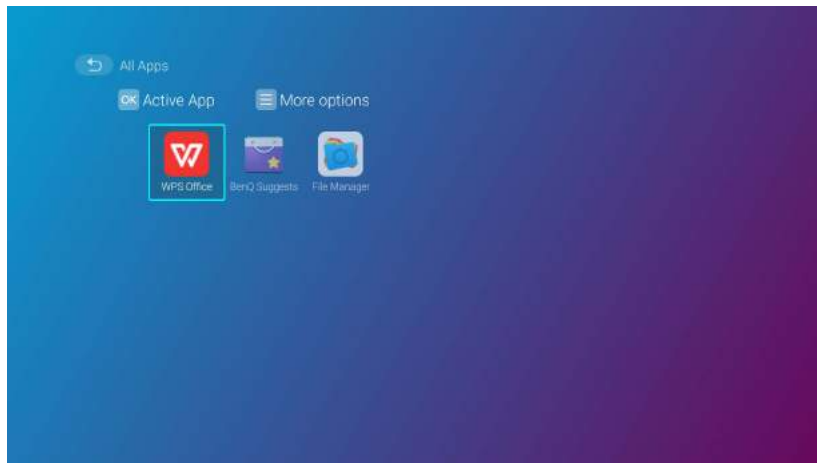 All Apps
OK Active App More options
WPS Office BenQ Suggests File Manager